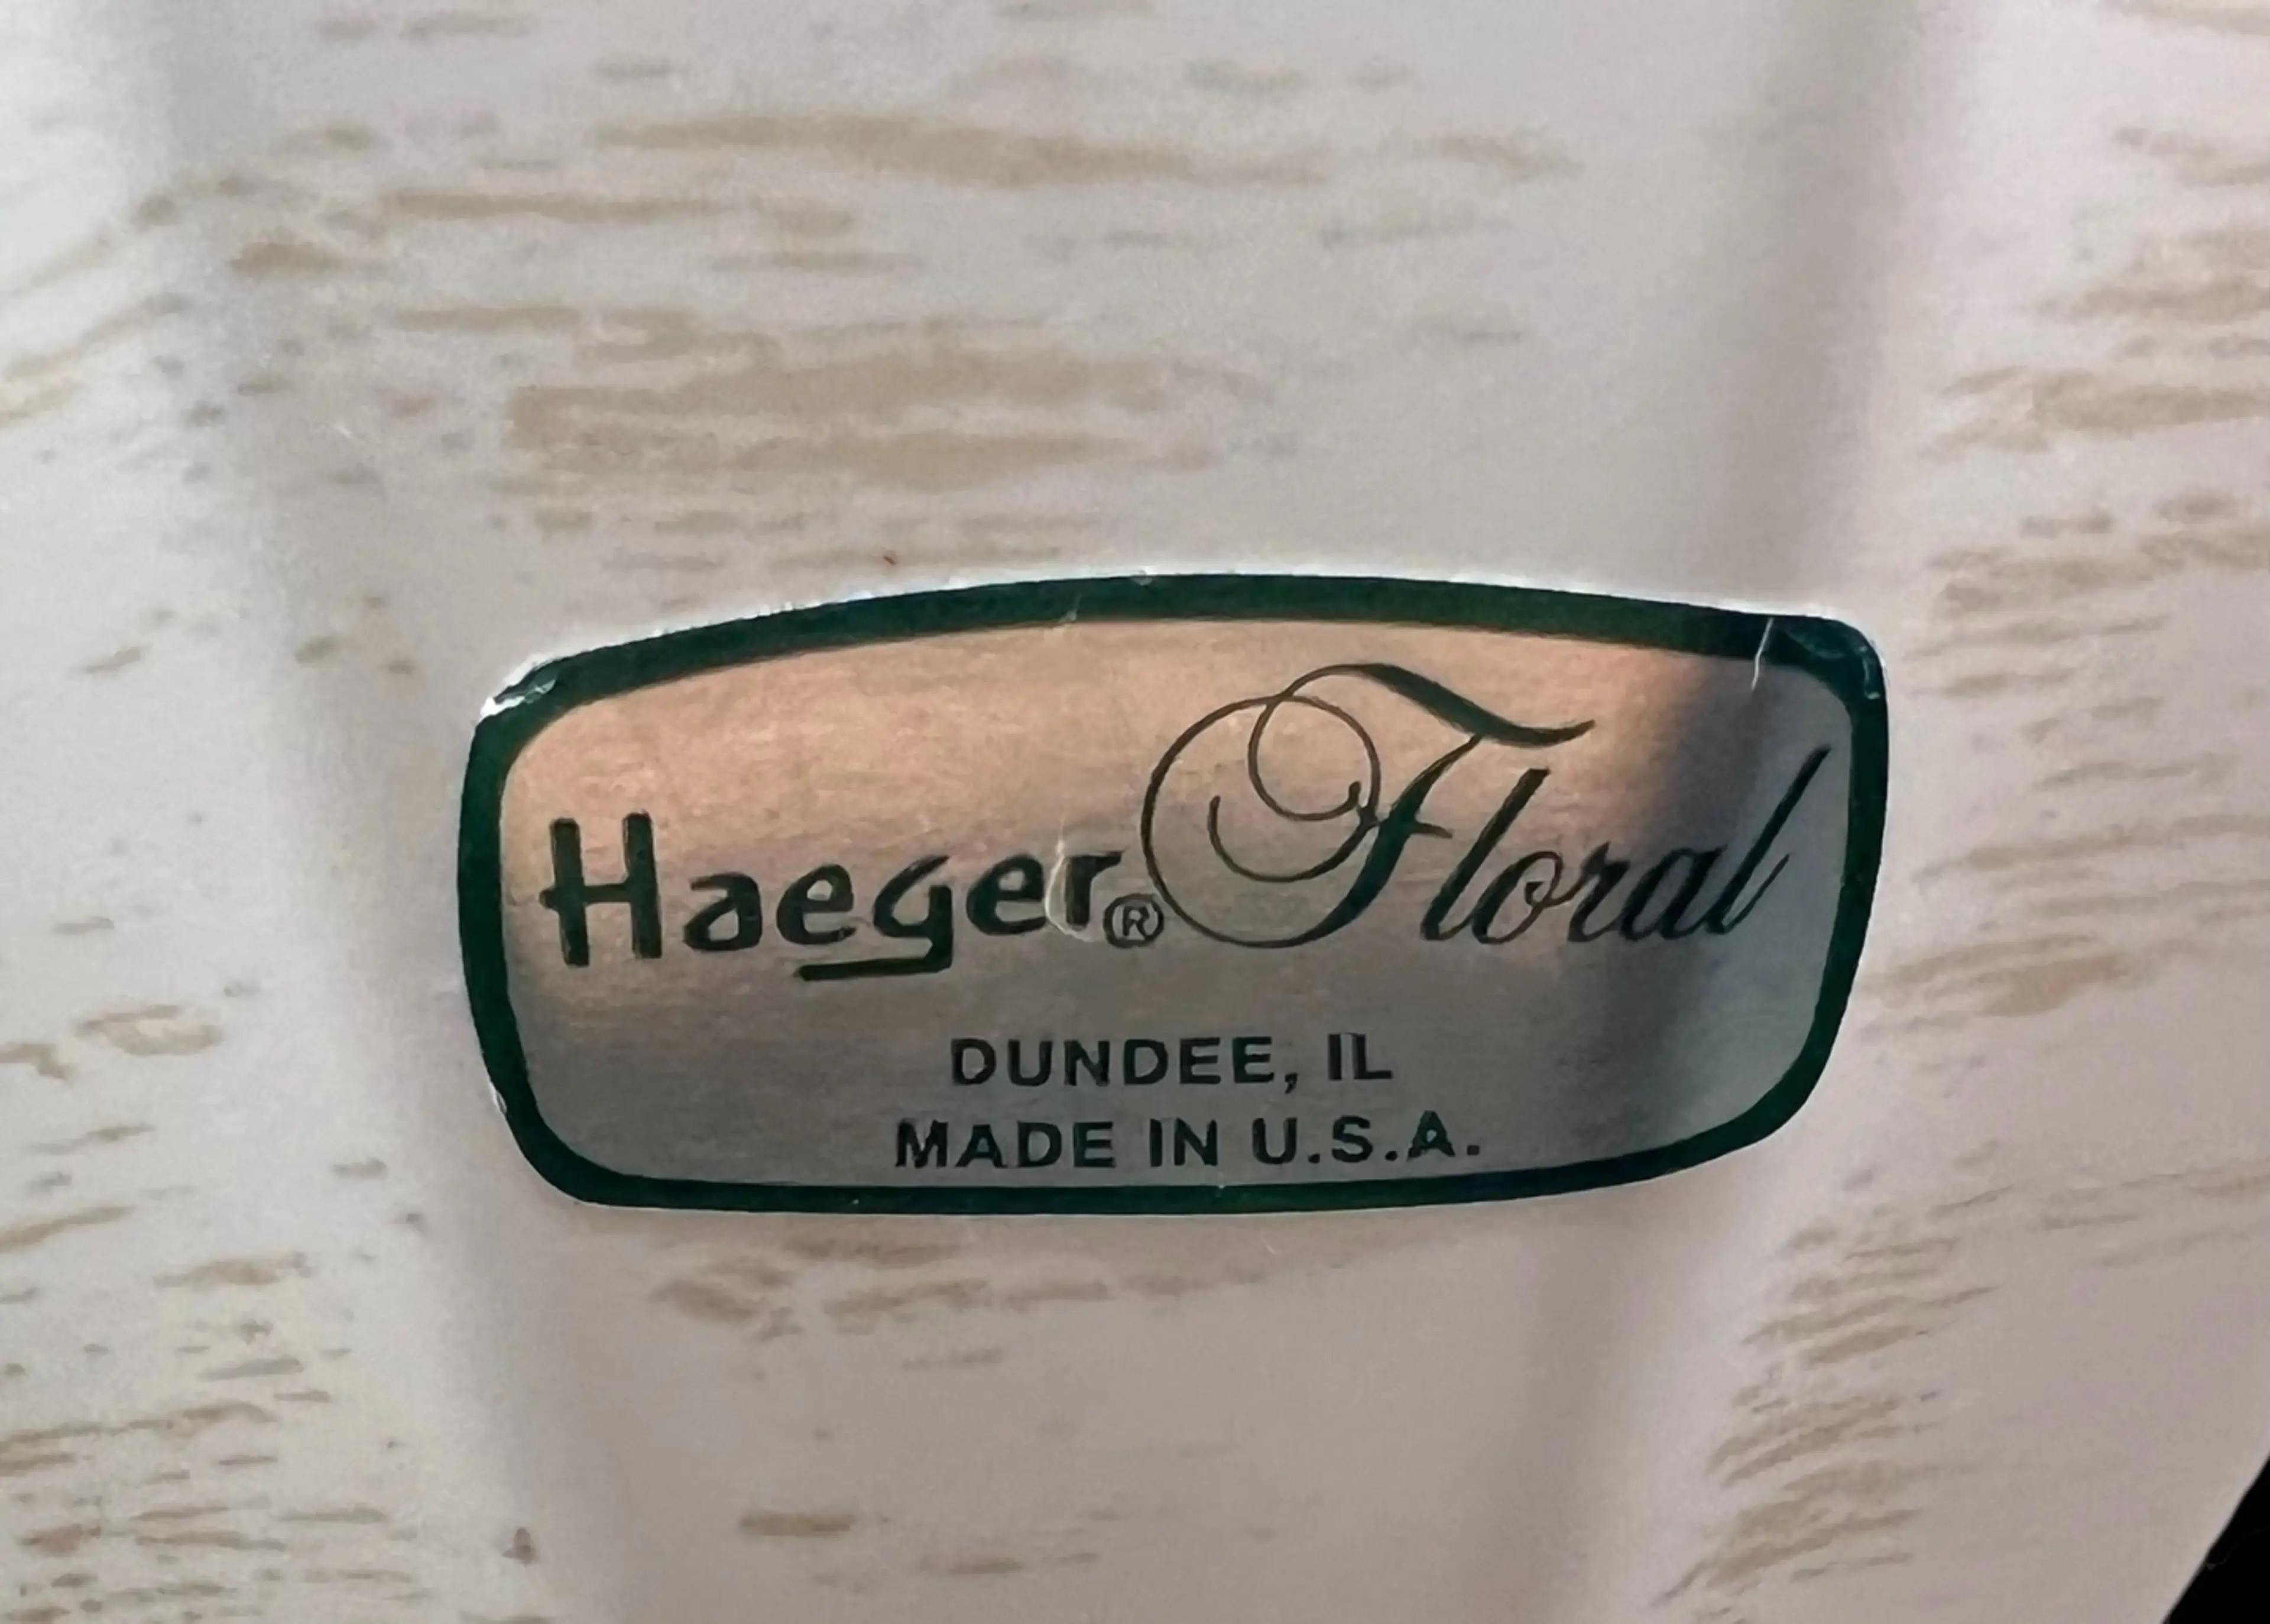 Haeger® Floral
DUNDEE, IL
MADE IN U.S.A.